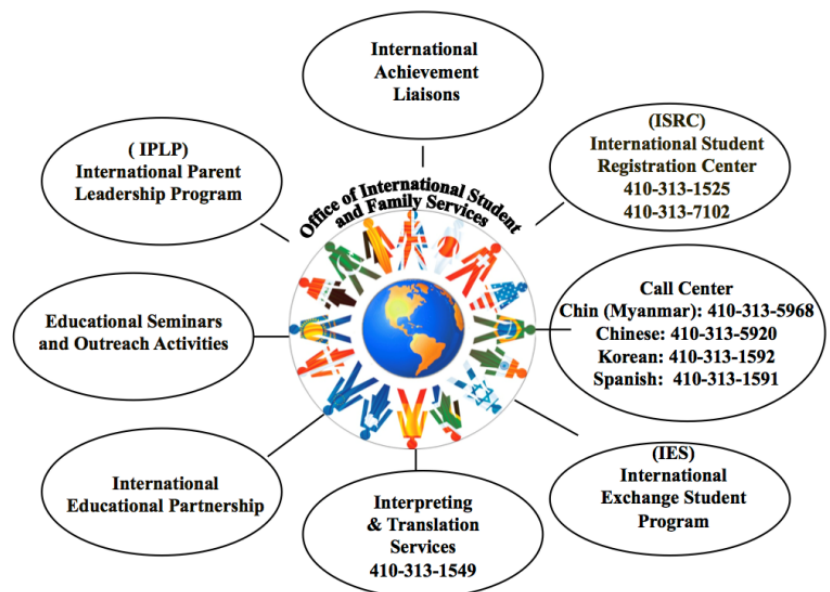 International
Achievement
Liaisons
( IPLP)
International Parent
Leadership Program
(ISRC)
International Student
Registration Center
410-313-1525
410-313-7102
Office of International Student
and Family Services
Educational Seminars
and Outreach Activities
Call Center
Chin (Myanmar): 410-313-5968
Chinese: 410-313-5920
Korean: 410-313-1592
Spanish: 410-313-1591
International
Educational Partnership
Interpreting
& Translation
Services
410-313-1549
(IES)
International
Exchange Student
Program